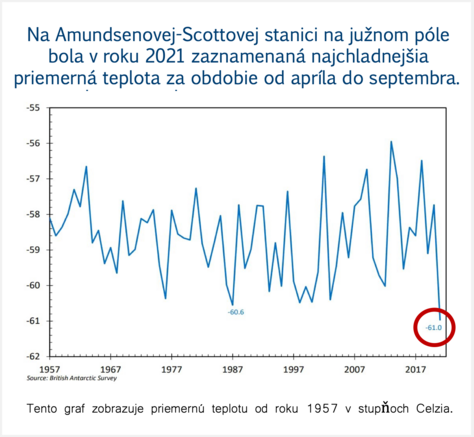 Na Amundsenovej-Scottovej stanici na južnom póle
bola v roku 2021 zaznamenaná najchladnejšia
priemerná teplota za obdobie od apríla do septembra.
-55
-56
-57
-58
-59
-60
-61
-62
-60.6
-61.0
1957 1967 1977 1987 1997 2007 2017
Source: British Antarctic Survey
Tento graf zobrazuje priemernú teplotu od roku 1957 v stupňoch Celzia.